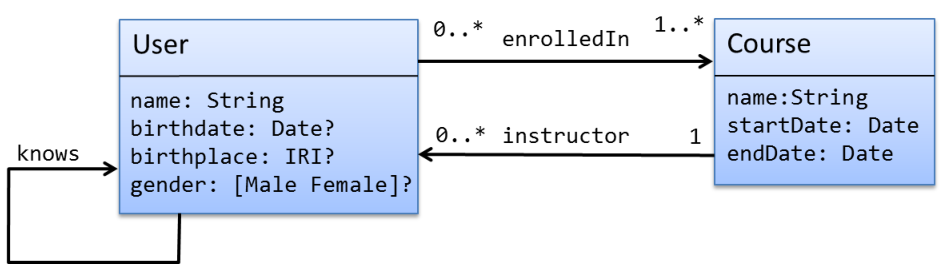 User
name: String
birthdate: Date?
birthplace: IRI?
gender: [Male Female]?
knows
0..* enrolledIn 1..*
0..* instructor 1
Course
name:String
startDate: Date
endDate: Date